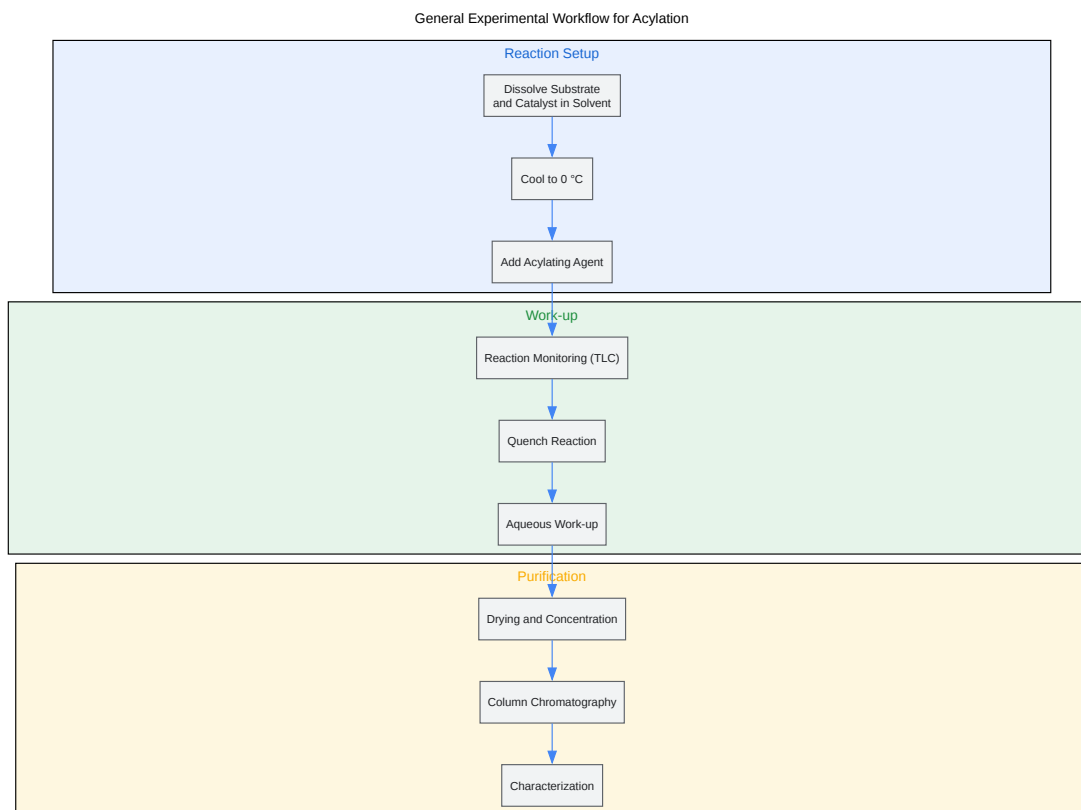 General Experimental Workflow for Acylation
Reaction Setup
Dissolve Substrate
and Catalyst in Solvent
Cool to 0 °C
Add Acylating Agent
Work-up
Reaction Monitoring (TLC)
Quench Reaction
Aqueous Work-up
Purification
Drying and Concentration
Column Chromatography
Characterization